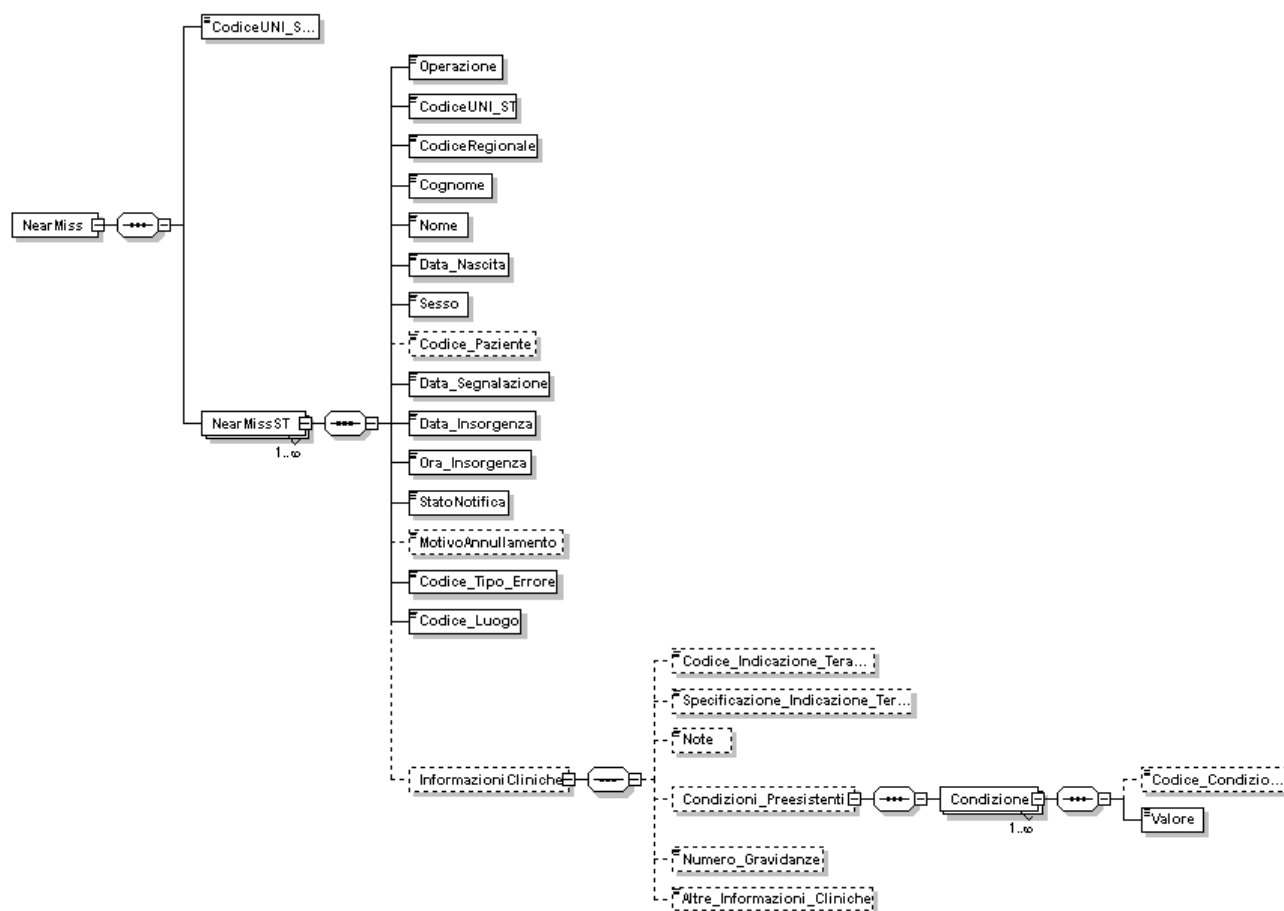 CodiceUNI_S...
Operazione
CodiceUNI_ST
CodiceRegionale
Cognome
NearMiss
Nome
Data_Nascita
Sesso
Codice_Paziente
Data_Segnalazione
NearMissST
1..∞
Data_Insorgenza
Ora_Insorgenza
StatoNotifica
MotivoAnnullamento
Codice_Tipo_Errore
Codice_Luogo
InformazioniCliniche
Codice_Indicazione_Tera...
Specificazione_Indicazione_Ter...
Note
Condizioni_Preesistenti
Condizione
1..∞
Codice_Condizio...
Valore
Numero_Gravidanze
Altre_Informazioni_Cliniche